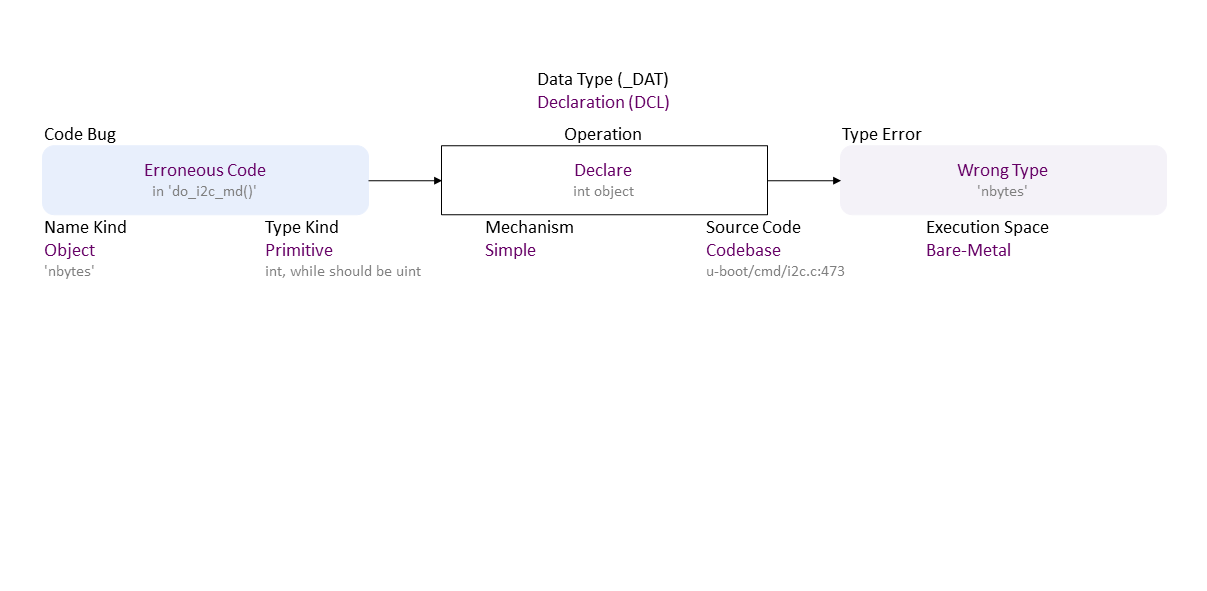 Data Type (_DAT)
Declaration (DCL)
Code Bug
Operation
Type Error
Erroneous Code
in 'do_i2c_md()'
Declare
int object
Wrong Type
'nbytes'
Name Kind
Object
'nbytes'
Type Kind
Primitive
int, while should be uint
Mechanism
Simple
Source Code
Codebase
u-boot/cmd/i2c.c:473
Execution Space
Bare-Metal